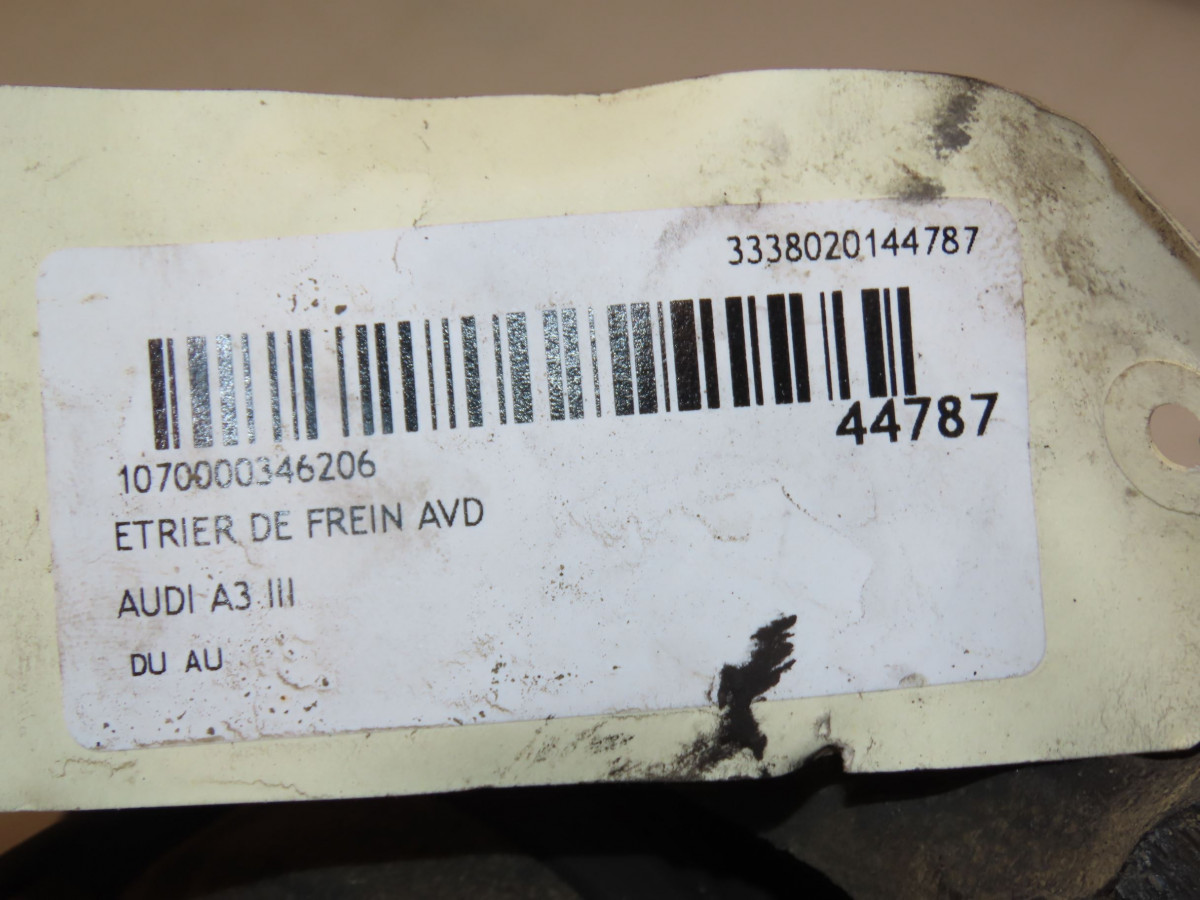 3338020144787
44787
1070000346206
ETRIER DE FREIN AVD
AUDI A3 III
DU AU